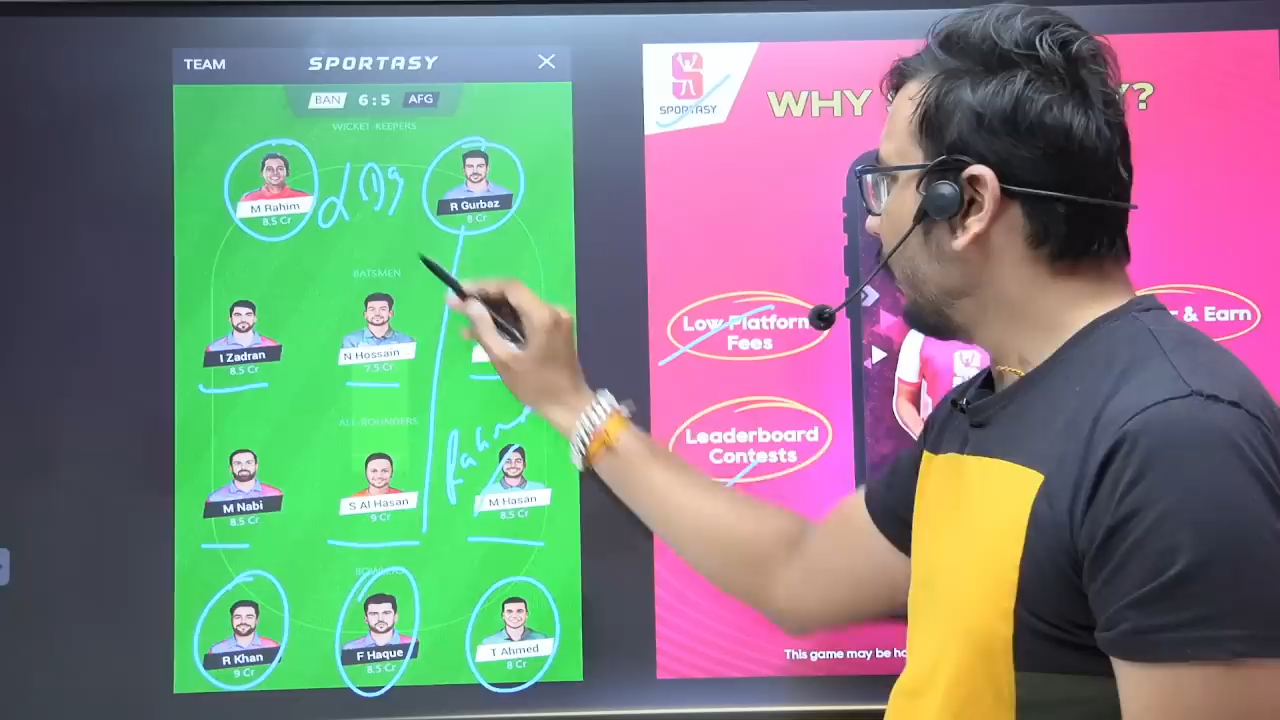 TEAM SPORTASY
BAN 6:5 AFG
WICKET-KEEPERS
M Rahim R Gurbaz
8.5 Cr 8 Cr
BATSMEN
I Zadran N Hossain
8.5 Cr 7.5 Cr
ALL-ROUNDERS
M Nabi S Al Hasan M Hasan
8.5 Cr 9 Cr 8.5 Cr
BOWLERS
R Khan F Haque T Ahmed
9 Cr 8.5 Cr 8 Cr
SPORTASY
WHY S Y?
Low Platform
Fees
& Earn
Leaderboard
Contests
This game may be